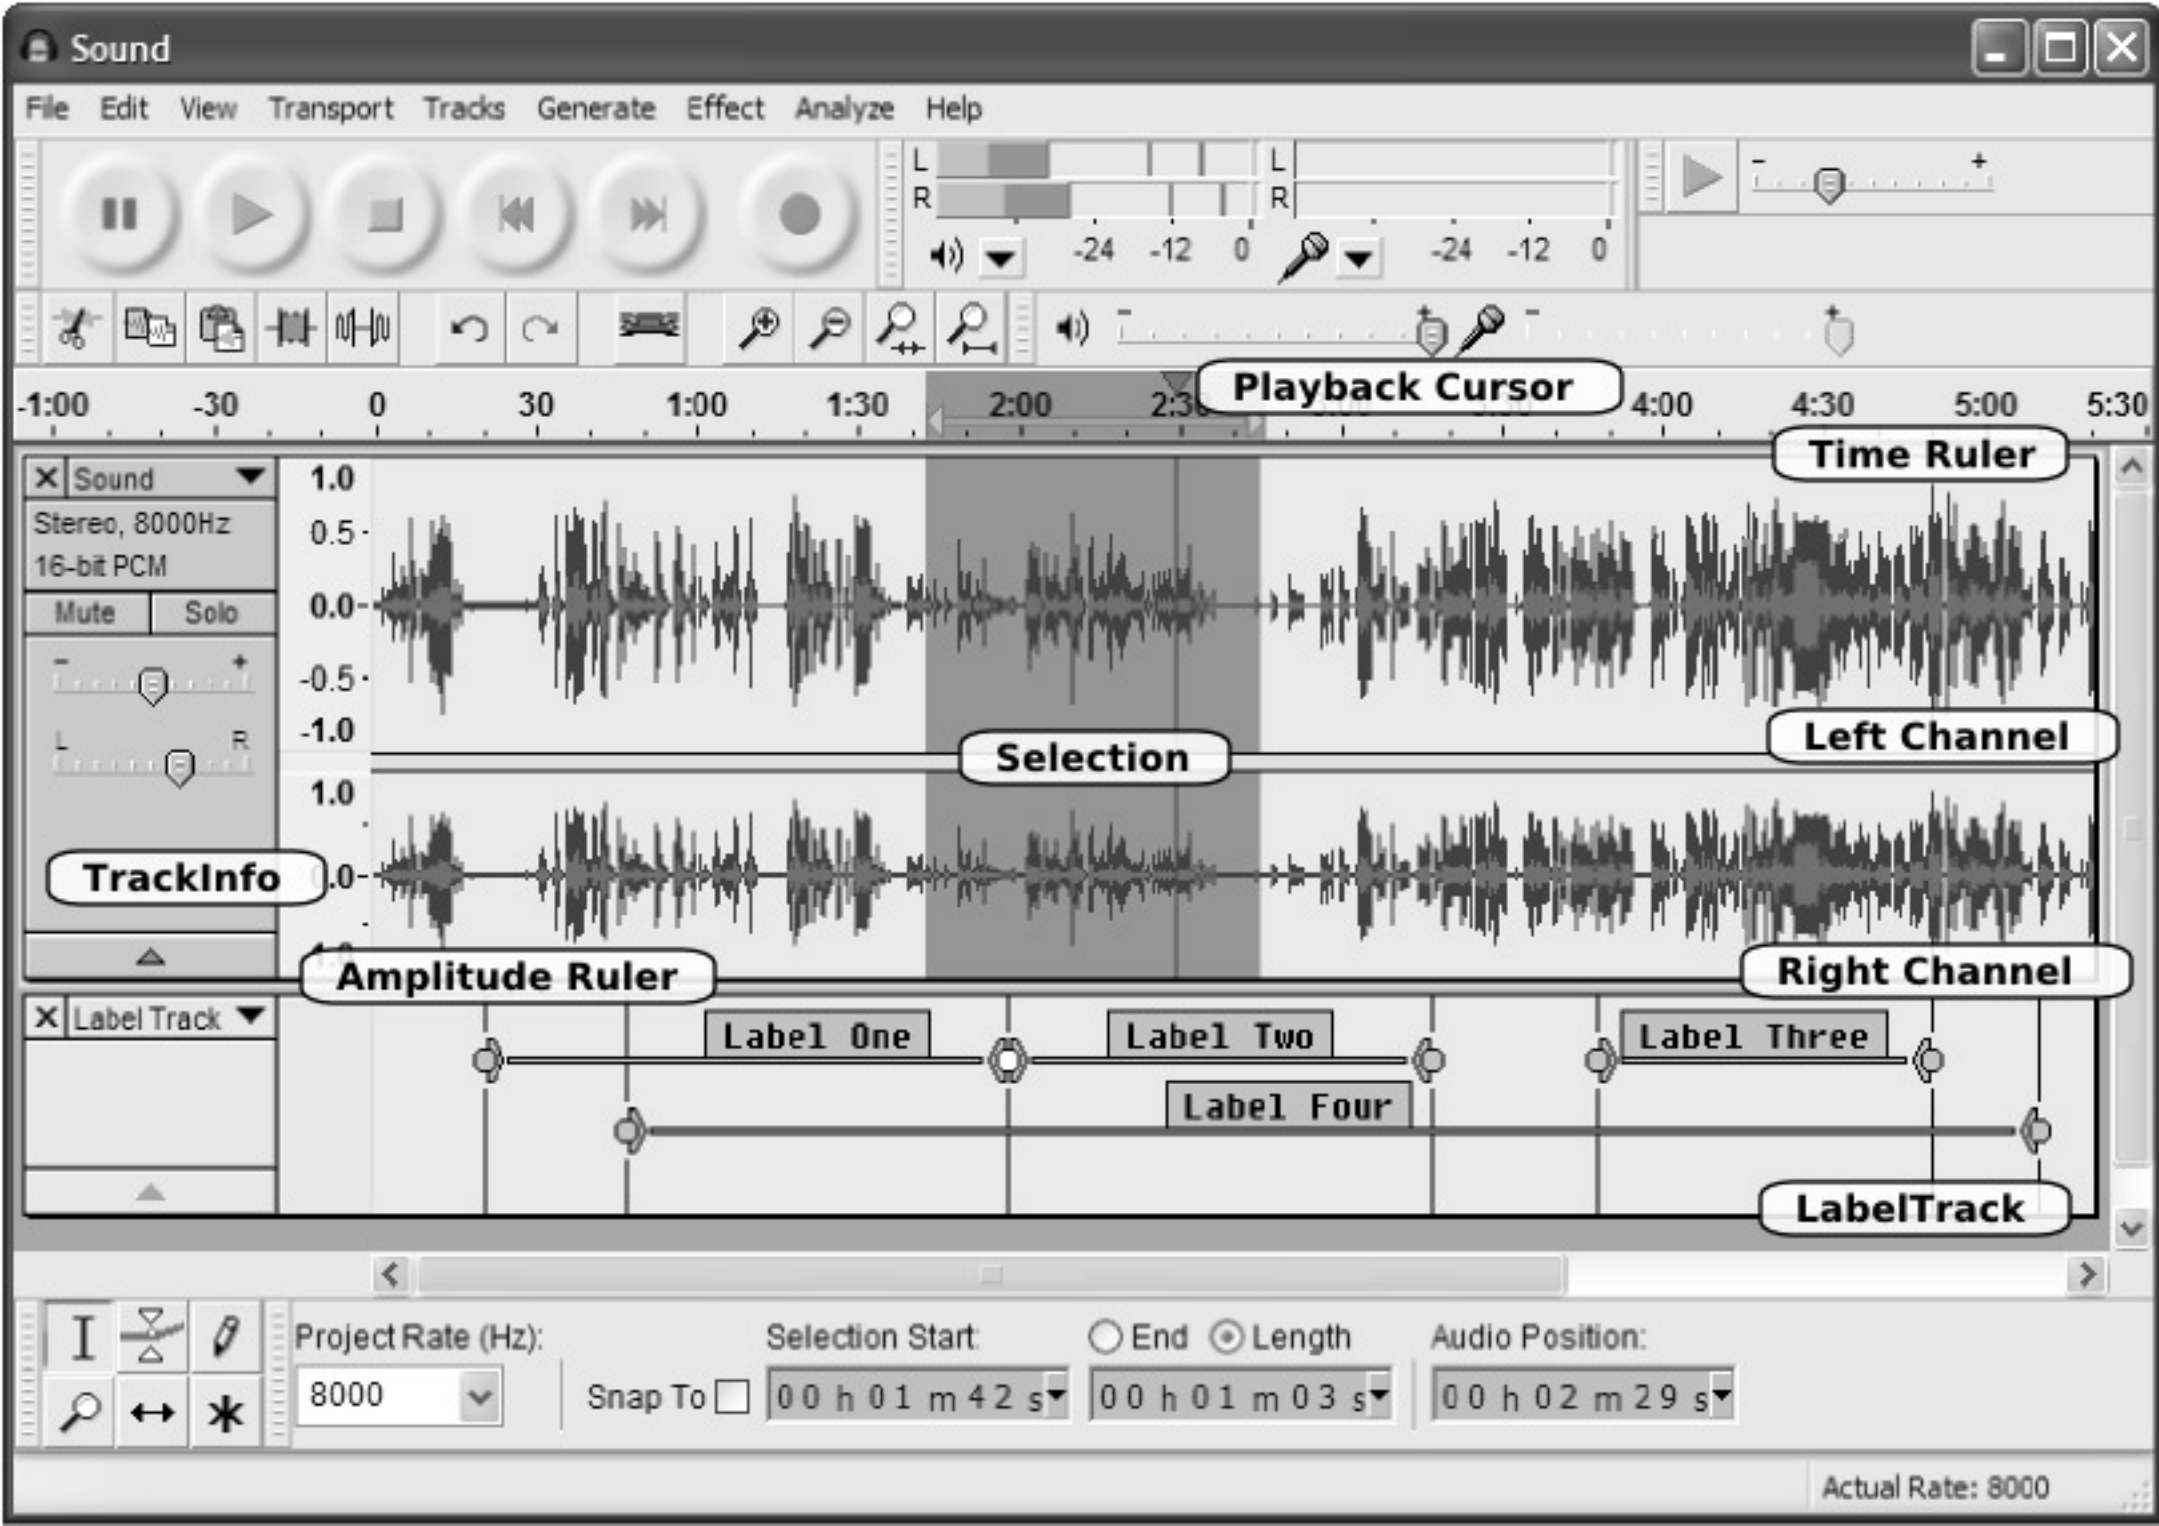 Sound
File Edit View Transport Tracks Generate Effect Analyze Help
L L - +
R R
-24 -12 0 -24 -12 0
- + - +
Playback Cursor
-1:00 -30 0 30 1:00 1:30 2:00 2:30 4:00 4:30 5:00 5:30
Time Ruler
Sound
Stereo, 8000Hz
16-bit PCM
Mute Solo
- +
L R
1.0
0.5
0.0
-0.5
-1.0
Left Channel
Selection
1.0
TrackInfo
.0
1.0
Amplitude Ruler
Right Channel
Label Track
Label One Label Two Label Three
Label Four
LabelTrack
Project Rate (Hz): Selection Start: End Length Audio Position:
8000 Snap To 00 h 01 m 42 s 00 h 01 m 03 s 00 h 02 m 29 s
Actual Rate: 8000